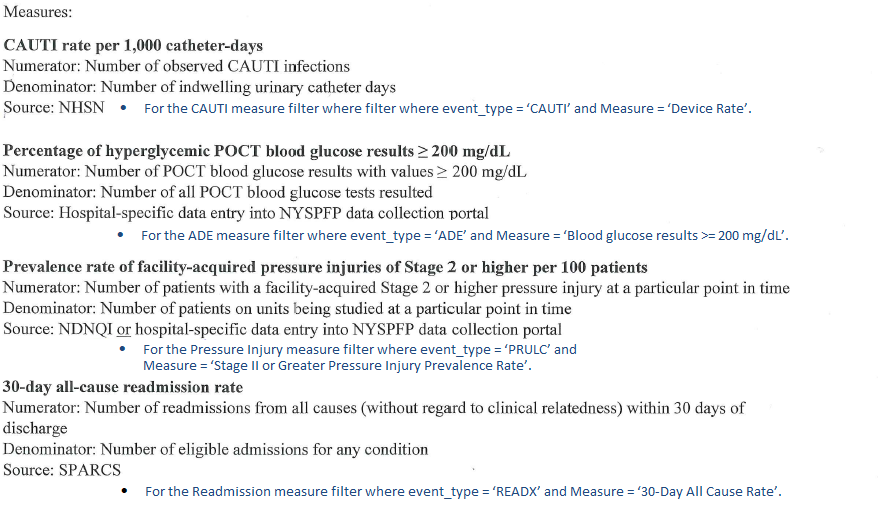 Measures:
CAUTI rate per 1,000 catheter-days
Numerator: Number of observed CAUTI infections
Denominator: Number of indwelling urinary catheter days
Source: NHSN • For the CAUTI measure filter where filter where event_type = ‘CAUTI’ and Measure = ‘Device Rate’.
Percentage of hyperglycemic POCT blood glucose results ≥ 200 mg/dL
Numerator: Number of POCT blood glucose results with values ≥ 200 mg/dL
Denominator: Number of all POCT blood glucose tests resulted
Source: Hospital-specific data entry into NYSPFP data collection portal
• For the ADE measure filter where event_type = ‘ADE’ and Measure = ‘Blood glucose results >= 200 mg/dL’.
Prevalence rate of facility-acquired pressure injuries of Stage 2 or higher per 100 patients
Numerator: Number of patients with a facility-acquired Stage 2 or higher pressure injury at a particular point in time
Denominator: Number of patients on units being studied at a particular point in time
Source: NDNQI or hospital-specific data entry into NYSPFP data collection portal
• For the Pressure Injury measure filter where event_type = ‘PRULC’ and
Measure = ‘Stage II or Greater Pressure Injury Prevalence Rate’.
30-day all-cause readmission rate
Numerator: Number of readmissions from all causes (without regard to clinical relatedness) within 30 days of
discharge
Denominator: Number of eligible admissions for any condition
Source: SPARCS
• For the Readmission measure filter where event_type = ‘READX’ and Measure = ‘30-Day All Cause Rate’.